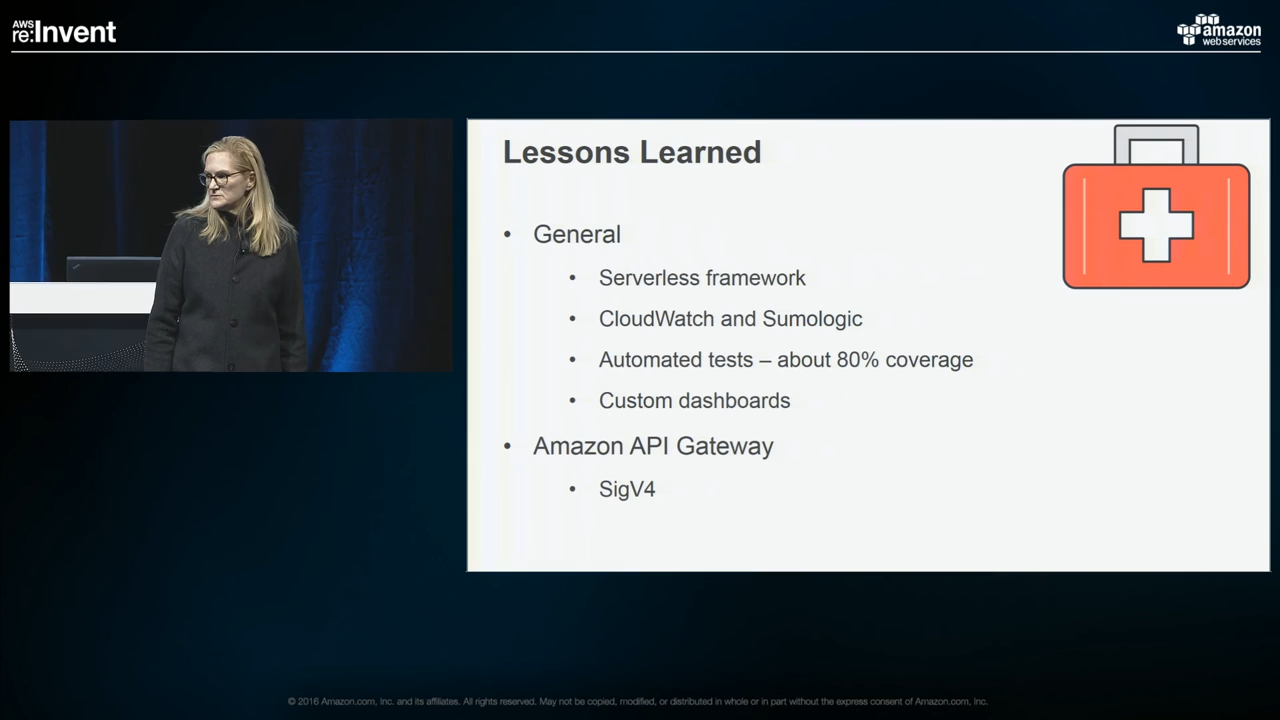 AWS
re:Invent
amazon
webservices
Lessons Learned
• General
• Serverless framework
• CloudWatch and Sumologic
• Automated tests – about 80% coverage
• Custom dashboards
• Amazon API Gateway
• SigV4
© 2016 Amazon.com, Inc. and its affiliates. All rights reserved. May not be copied, modified, or distributed in whole or in part without the express consent of Amazon.com, Inc.